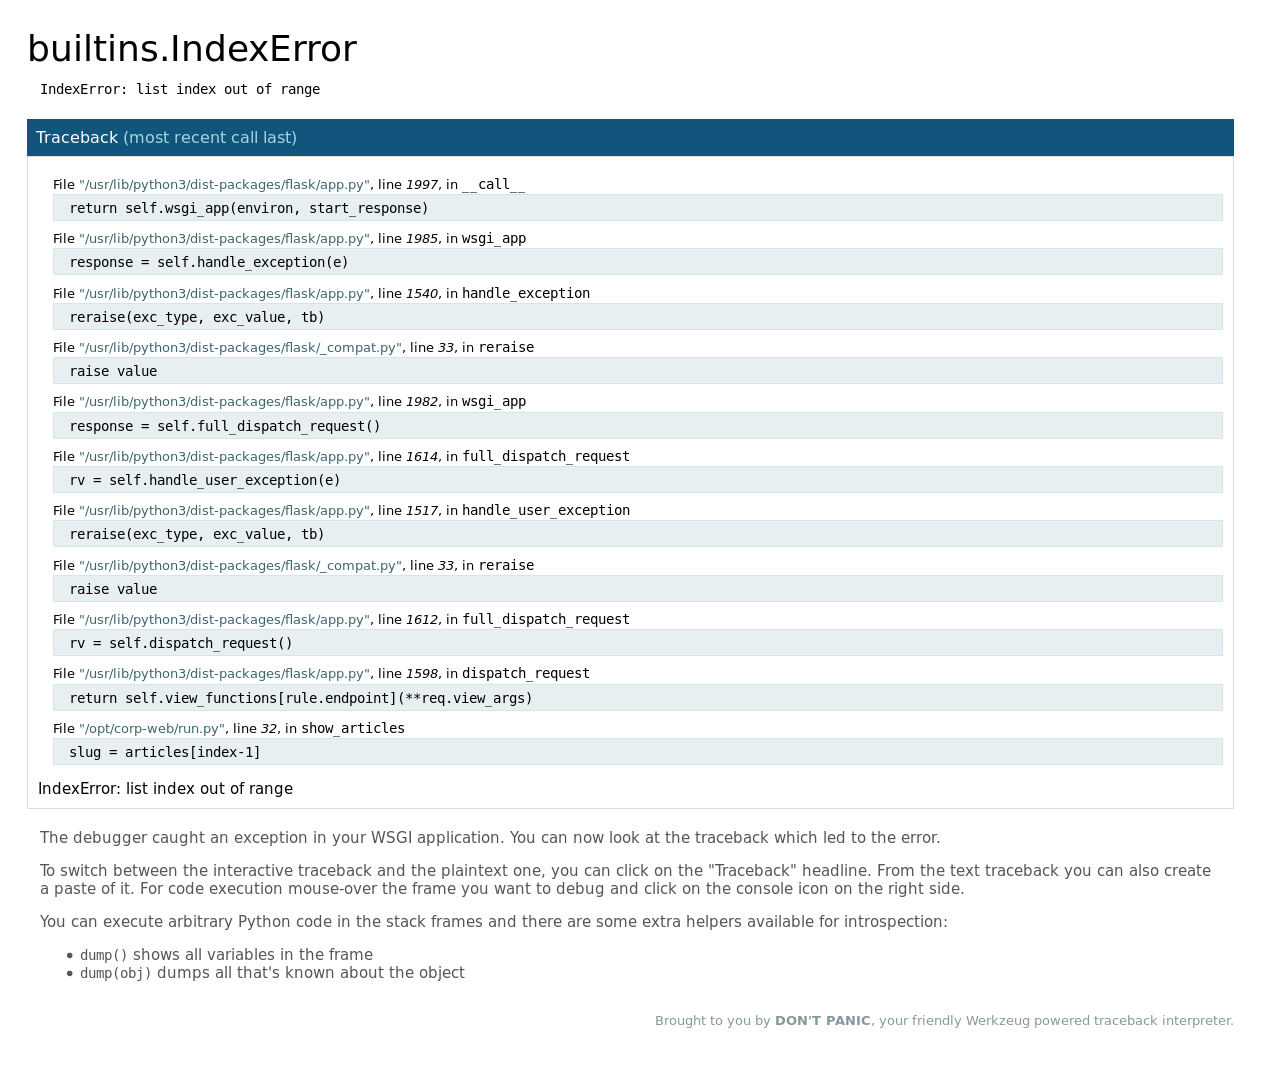 builtins.IndexError
IndexError: list index out of range
Traceback (most recent call last)
File "/usr/lib/python3/dist-packages/flask/app.py", line 1997, in __call__
return self.wsgi_app(environ, start_response)
File "/usr/lib/python3/dist-packages/flask/app.py", line 1985, in wsgi_app
response = self.handle_exception(e)
File "/usr/lib/python3/dist-packages/flask/app.py", line 1540, in handle_exception
reraise(exc_type, exc_value, tb)
File "/usr/lib/python3/dist-packages/flask/_compat.py", line 33, in reraise
raise value
File "/usr/lib/python3/dist-packages/flask/app.py", line 1982, in wsgi_app
response = self.full_dispatch_request()
File "/usr/lib/python3/dist-packages/flask/app.py", line 1614, in full_dispatch_request
rv = self.handle_user_exception(e)
File "/usr/lib/python3/dist-packages/flask/app.py", line 1517, in handle_user_exception
reraise(exc_type, exc_value, tb)
File "/usr/lib/python3/dist-packages/flask/_compat.py", line 33, in reraise
raise value
File "/usr/lib/python3/dist-packages/flask/app.py", line 1612, in full_dispatch_request
rv = self.dispatch_request()
File "/usr/lib/python3/dist-packages/flask/app.py", line 1598, in dispatch_request
return self.view_functions[rule.endpoint](**req.view_args)
File "/opt/corp-web/run.py", line 32, in show_articles
slug = articles[index-1]
IndexError: list index out of range
The debugger caught an exception in your WSGI application. You can now look at the traceback which led to the error.
To switch between the interactive traceback and the plaintext one, you can click on the "Traceback" headline. From the text traceback you can also create
a paste of it. For code execution mouse-over the frame you want to debug and click on the console icon on the right side.
You can execute arbitrary Python code in the stack frames and there are some extra helpers available for introspection:
• dump() shows all variables in the frame
• dump(obj) dumps all that's known about the object
Brought to you by DON'T PANIC, your friendly Werkzeug powered traceback interpreter.